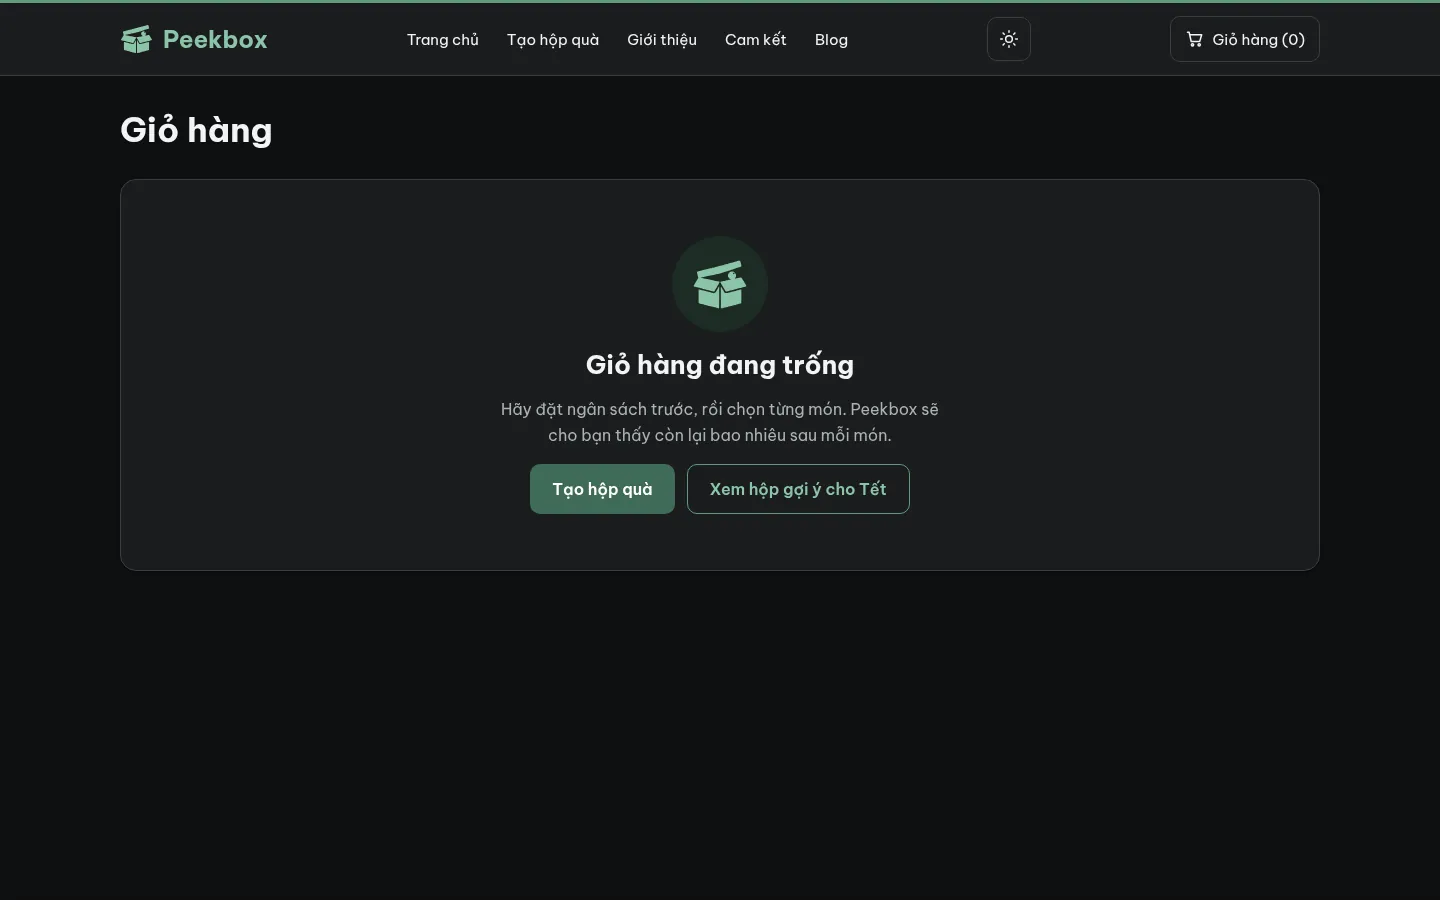 Peekbox
Trang chủ
Tạo hộp quà
Giới thiệu
Cam kết
Blog
Giỏ hàng (0)
Giỏ hàng
Giỏ hàng đang trống
Hãy đặt ngân sách trước, rồi chọn từng món. Peekbox sẽ
cho bạn thấy còn lại bao nhiêu sau mỗi món.
Tạo hộp quà
Xem hộp gợi ý cho Tết